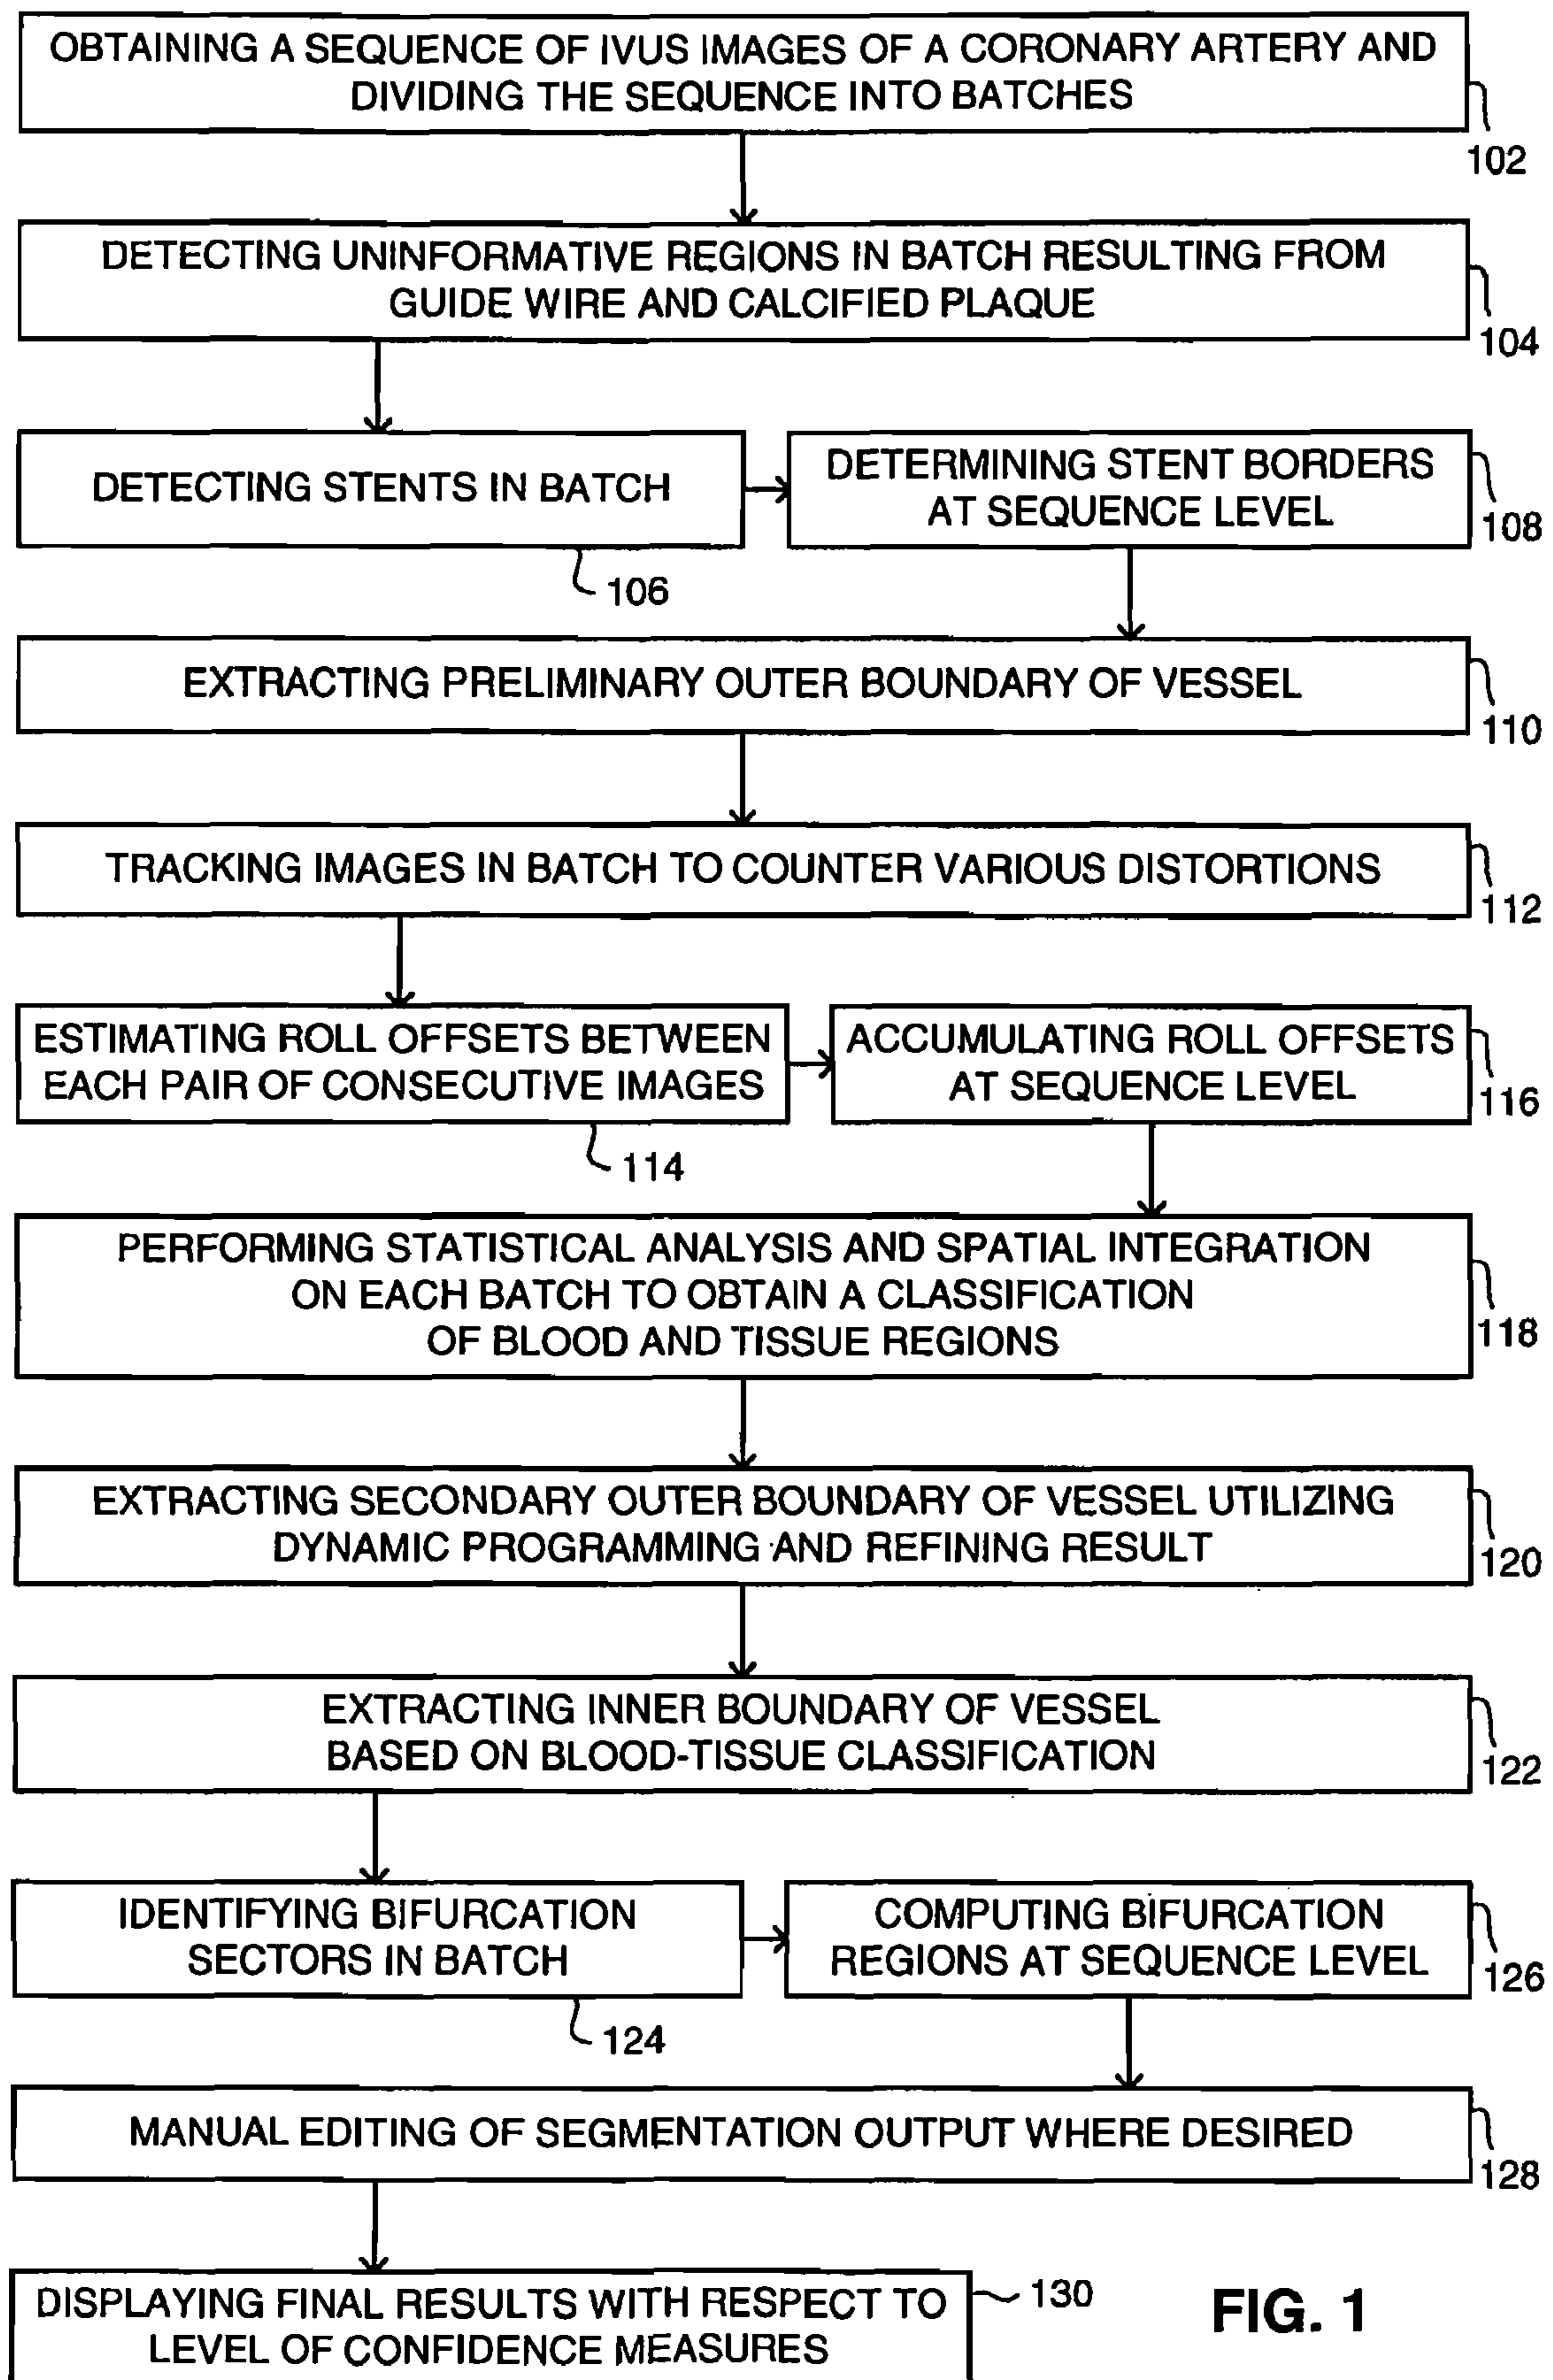 OBTAINING A SEQUENCE OF IVUS IMAGES OF A CORONARY ARTERY AND
DIVIDING THE SEQUENCE INTO BATCHES
102
DETECTING UNINFORMATIVE REGIONS IN BATCH RESULTING FROM
GUIDE WIRE AND CALCIFIED PLAQUE
104
DETECTING STENTS IN BATCH
106
DETERMINING STENT BORDERS
AT SEQUENCE LEVEL
108
EXTRACTING PRELIMINARY OUTER BOUNDARY OF VESSEL
110
TRACKING IMAGES IN BATCH TO COUNTER VARIOUS DISTORTIONS
112
ESTIMATING ROLL OFFSETS BETWEEN
EACH PAIR OF CONSECUTIVE IMAGES
114
ACCUMULATING ROLL OFFSETS
AT SEQUENCE LEVEL
116
PERFORMING STATISTICAL ANALYSIS AND SPATIAL INTEGRATION
ON EACH BATCH TO OBTAIN A CLASSIFICATION
OF BLOOD AND TISSUE REGIONS
118
EXTRACTING SECONDARY OUTER BOUNDARY OF VESSEL UTILIZING
DYNAMIC PROGRAMMING AND REFINING RESULT
120
EXTRACTING INNER BOUNDARY OF VESSEL
BASED ON BLOOD-TISSUE CLASSIFICATION
122
IDENTIFYING BIFURCATION
SECTORS IN BATCH
124
COMPUTING BIFURCATION
REGIONS AT SEQUENCE LEVEL
126
MANUAL EDITING OF SEGMENTATION OUTPUT WHERE DESIRED
128
DISPLAYING FINAL RESULTS WITH RESPECT TO
LEVEL OF CONFIDENCE MEASURES
130
FIG. 1